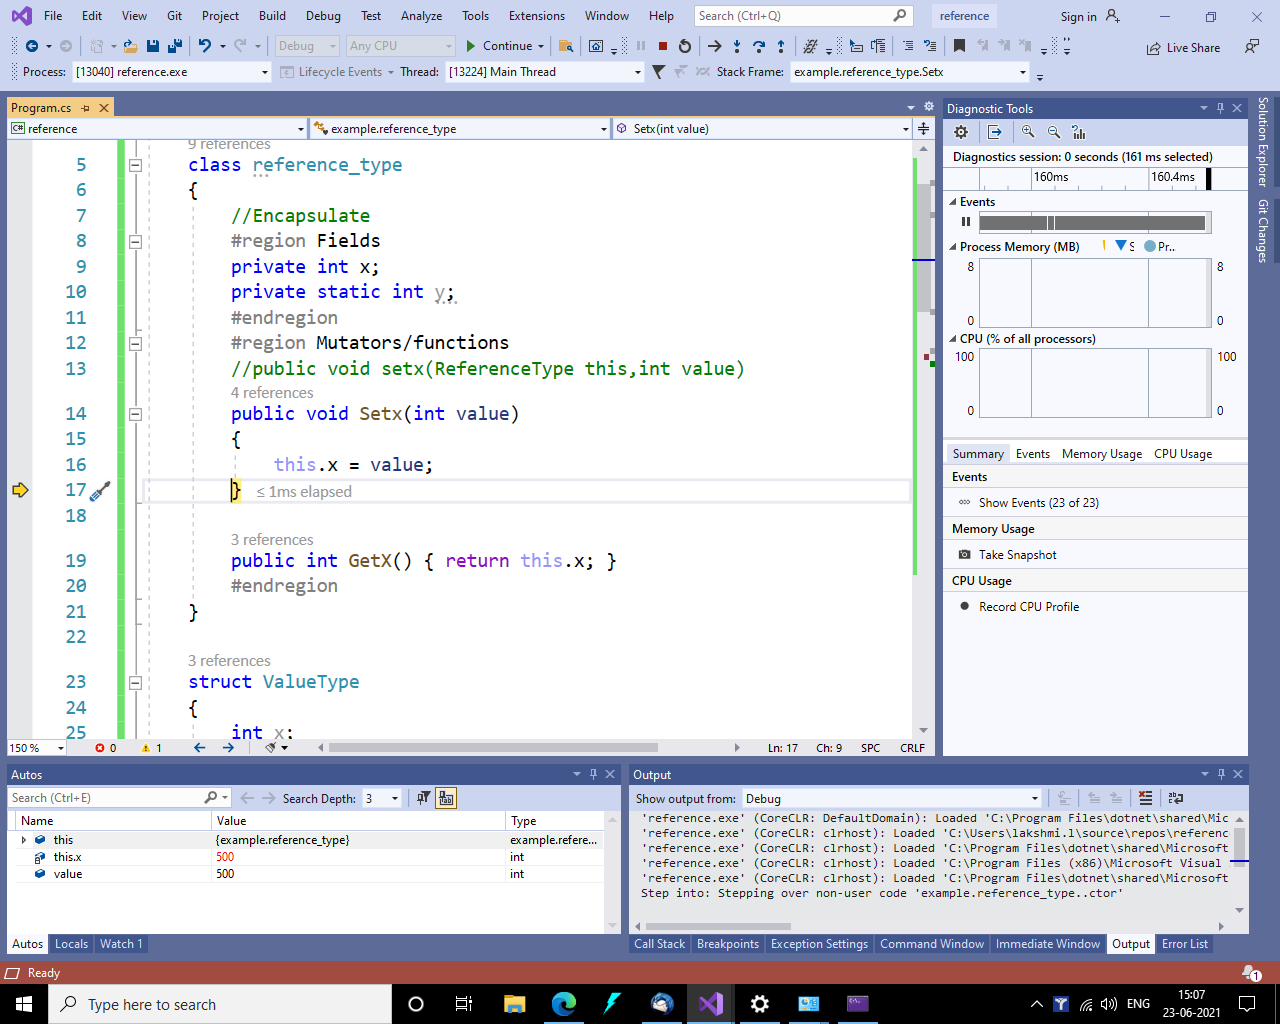 File Edit View Git Project Build Debug Test Analyze Tools Extensions Window Help Search (Ctrl+Q) reference Sign in
Debug Any CPU Continue Live Share
Process: [13040] reference.exe Lifecycle Events Thread: [13224] Main Thread Stack Frame: example.reference_type.Setx
Program.cs
reference example.reference_type Setx(int value)
9 references
5 class reference_type
6 {
7 //Encapsulate
8 #region Fields
9 private int x;
10 private static int y;
11 #endregion
12 #region Mutators/functions
13 //public void setx(ReferenceType this,int value)
4 references
14 public void Setx(int value)
15 {
16 this.x = value;
17 } ≤ 1ms elapsed
18
3 references
19 public int GetX() { return this.x; }
20 #endregion
21 }
22
3 references
23 struct ValueType
24 {
25 int x;
150 % 0 1 Ln: 17 Ch: 9 SPC CRLF
Diagnostic Tools
Diagnostics session: 0 seconds (161 ms selected)
160ms 160.4ms
Events
Process Memory (MB) S Pr..
8 8
0 0
CPU (% of all processors)
100 100
0 0
Summary Events Memory Usage CPU Usage
Events
Show Events (23 of 23)
Memory Usage
Take Snapshot
CPU Usage
Record CPU Profile
Solution Explorer
Git Changes
Autos
Search (Ctrl+E) Search Depth: 3
Name Value Type
this {example.reference_type} example.refere...
this.x 500 int
value 500 int
Autos Locals Watch 1
Output
Show output from: Debug
'reference.exe' (CoreCLR: DefaultDomain): Loaded 'C:\Program Files\dotnet\shared\Mic
'reference.exe' (CoreCLR: clrhost): Loaded 'C:\Users\lakshmi.l\source\repos\referenc
'reference.exe' (CoreCLR: clrhost): Loaded 'C:\Program Files\dotnet\shared\Microsoft
'reference.exe' (CoreCLR: clrhost): Loaded 'C:\Program Files (x86)\Microsoft Visual
'reference.exe' (CoreCLR: clrhost): Loaded 'C:\Program Files\dotnet\shared\Microsoft
Step into: Stepping over non-user code 'example.reference_type..ctor'
Call Stack Breakpoints Exception Settings Command Window Immediate Window Output Error List
Ready 1
Type here to search ENG 15:07
23-06-2021